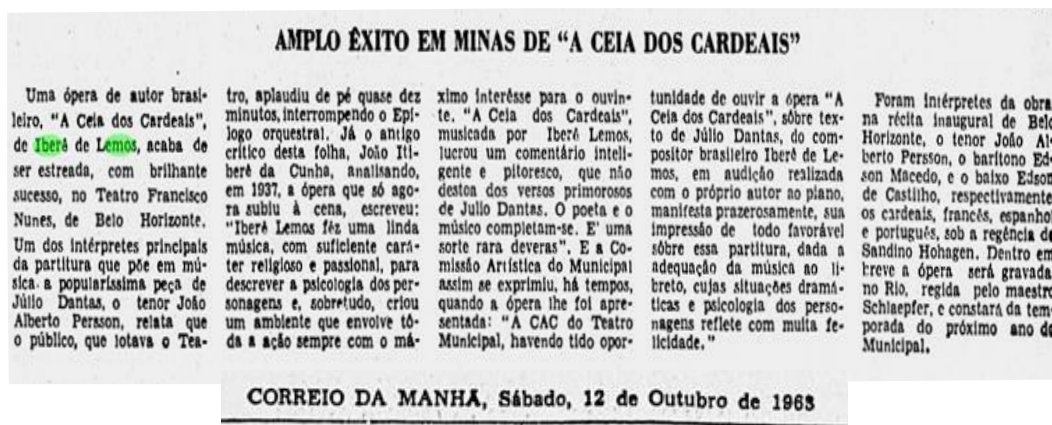 AMPLO ÊXITO EM MINAS DE "A CEIA DOS CARDEAIS"
Uma ópera de autor brasi-
leiro, "A Ceia dos Cardeais",
de Iberê de Lemos, acaba de
ser estreada, com brilhante
sucesso, no Teatro Francisco
Nunes, de Belo Horizonte.
Um dos intérpretes principais
da partitura que põe em mú-
sica a popularíssima peça de
Júlio Dantas, o tenor João
Alberto Persson, relata que
o público, que lotava o Tea-
tro, aplaudiu de pé quase dez
minutos, interrompendo o Epí-
logo orquestral. Já o antigo
crítico desta folha, João Iti-
berê da Cunha, analisando,
em 1937, a ópera que só ago-
ra subiu à cena, escreveu:
"Iberê Lemos fêz uma linda
música, com suficiente cará-
ter religioso e passional, para
descrever a psicologia dos per-
sonagens e, sobretudo, criou
um ambiente que envolve tô-
da a ação sempre com o má-
ximo interêsse para o ouvin-
te. "A Ceia dos Cardeais",
musicada por Iberê Lemos,
lucrou um comentário inteli-
gente e pitoresco, que não
destoa dos versos primorosos
de Julio Dantas. O poeta e o
músico completam-se. E' uma
sorte rara deveras". E a Co-
missão Artística do Municipal
assim se exprimiu, há tempos,
quando a ópera lhe foi apre-
sentada: "A CAC do Teatro
Municipal, havendo tido opor-
tunidade de ouvir a ópera "A
Ceia dos Cardeais", sôbre tex-
to de Júlio Dantas, do com-
positor brasileiro Iberê de Le-
mos, em audição realizada
com o próprio autor ao piano,
manifesta prazerosamente, sua
impressão de todo favorável
sôbre essa partitura, dada a
adequação da música ao li-
breto, cujas situações dramá-
ticas e psicologia dos perso-
nagens reflete com muita fe-
licidade."
Foram intérpretes da obra
na récita inaugural de Belo
Horizonte, o tenor João Al-
berto Persson, o barítono Ed-
son Macedo, e o baixo Edson
de Castilho, respectivamente
os cardeais, francês, espanhol
e português, sob a regência de
Sandino Hohagen. Dentro em
breve a ópera será gravada
no Rio, regida pelo maestro
Schlaepfer, e constará da tem-
porada do próximo ano do
Municipal.
CORREIO DA MANHÃ, Sábado, 12 de Outubro de 1963